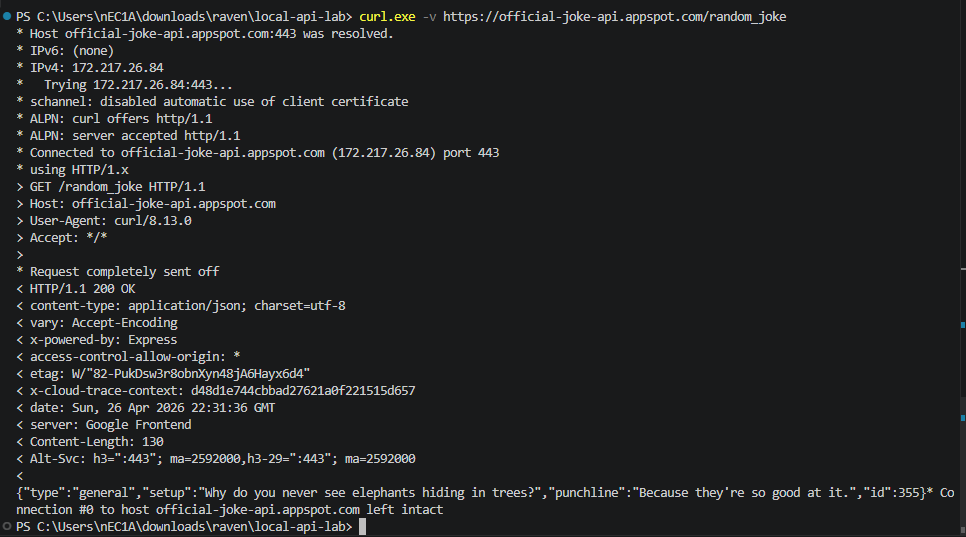 PS C:\Users\nEC1A\downloads\raven\local-api-lab> curl.exe -v https://official-joke-api.appspot.com/random_joke
* Host official-joke-api.appspot.com:443 was resolved.
* IPv6: (none)
* IPv4: 172.217.26.84
*   Trying 172.217.26.84:443...
* schannel: disabled automatic use of client certificate
* ALPN: curl offers http/1.1
* ALPN: server accepted http/1.1
* Connected to official-joke-api.appspot.com (172.217.26.84) port 443
* using HTTP/1.x
> GET /random_joke HTTP/1.1
> Host: official-joke-api.appspot.com
> User-Agent: curl/8.13.0
> Accept: */*
>
* Request completely sent off
< HTTP/1.1 200 OK
< content-type: application/json; charset=utf-8
< vary: Accept-Encoding
< x-powered-by: Express
< access-control-allow-origin: *
< etag: W/"82-PukDsw3r8obnXyn48jA6Hayx6d4"
< x-cloud-trace-context: d48d1e744cbbad27621a0f221515d657
< date: Sun, 26 Apr 2026 22:31:36 GMT
< server: Google Frontend
< Content-Length: 130
< Alt-Svc: h3=":443"; ma=2592000,h3-29=":443"; ma=2592000
<
{"type":"general","setup":"Why do you never see elephants hiding in trees?","punchline":"Because they're so good at it.","id":355}* Co
nnection #0 to host official-joke-api.appspot.com left intact
PS C:\Users\nEC1A\downloads\raven\local-api-lab>